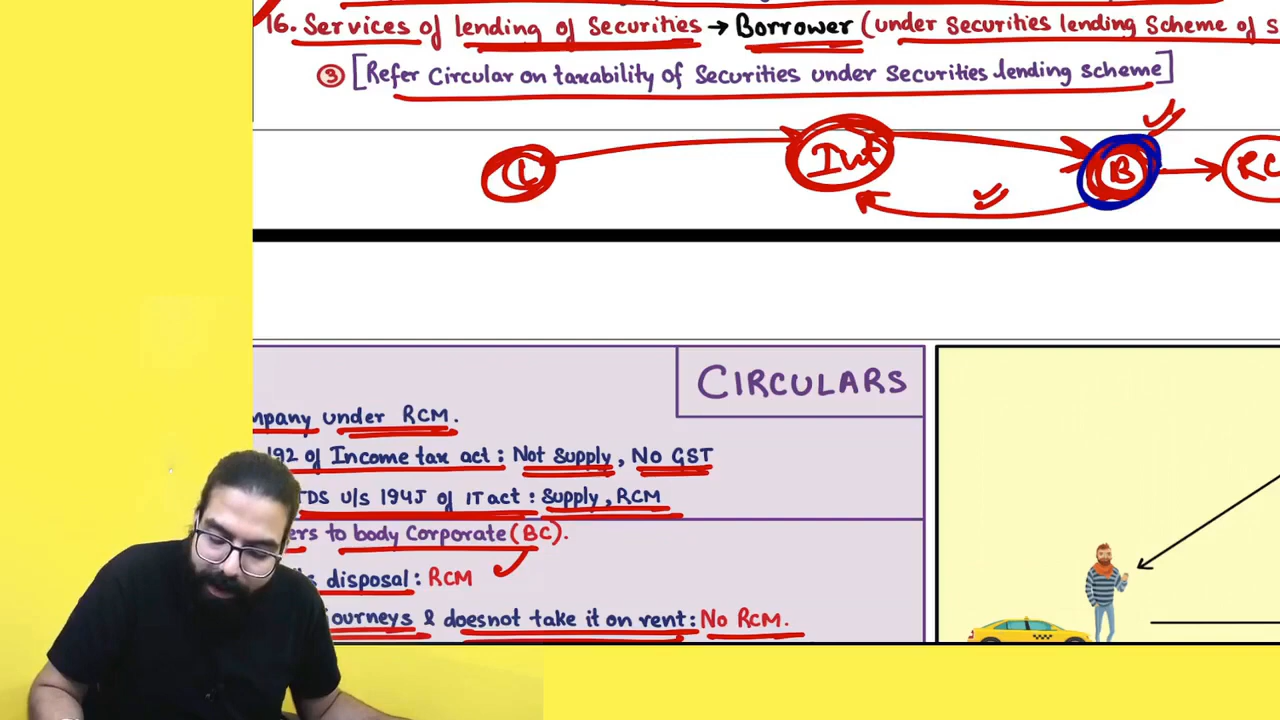 16. Services of lending of Securities → Borrower (under Securities lending Scheme of S
③ [Refer Circular on taxability of Securities under Securities lending scheme]
L Int B RC
CIRCULARS
mpany under RCM.
192 of Income tax act : Not Supply, No GST
TDS u/s 194J of IT act : Supply, RCM
ers to body Corporate (BC).
disposal : RCM
ourneys & doesnot take it on rent : No RCM.